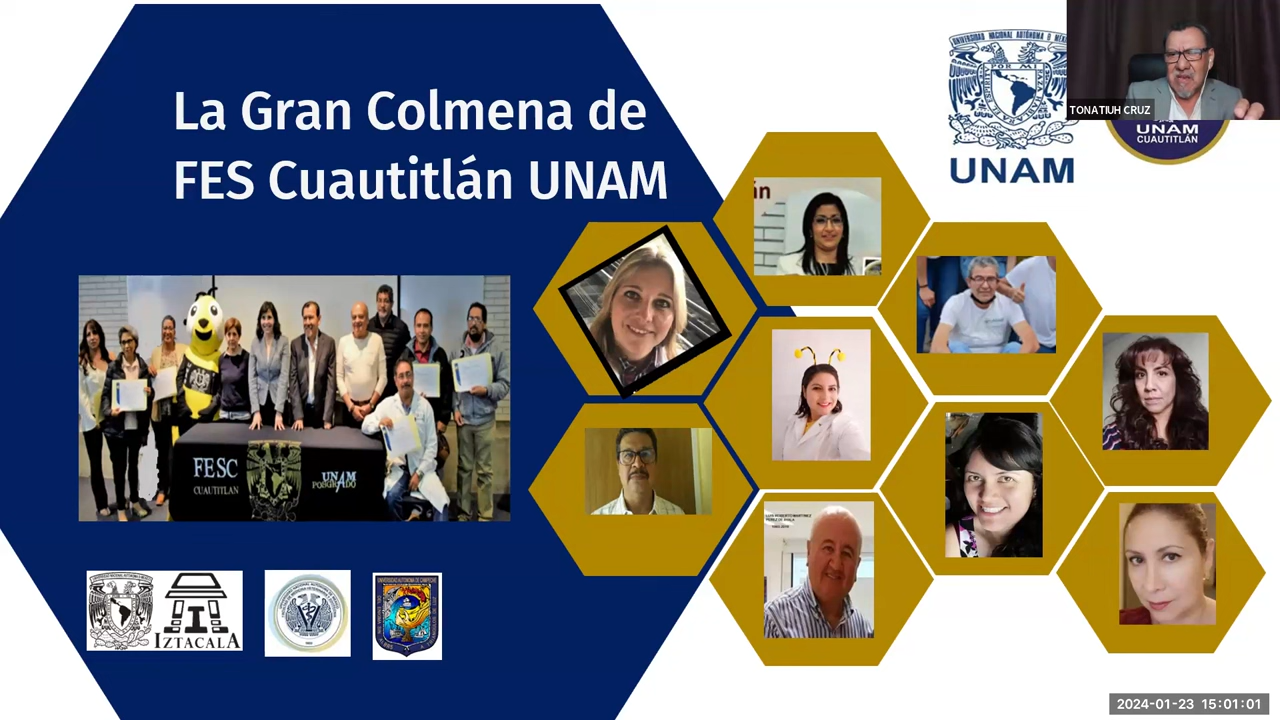 La Gran Colmena de
FES Cuautitlán UNAM
UNAM
TONATIUH CRUZ
UNAM
CUAUTITLÁN
FESC
CUAUTITLAN
UNAM
POSGRADO
IZTACALA
2024-01-23 15:01:01